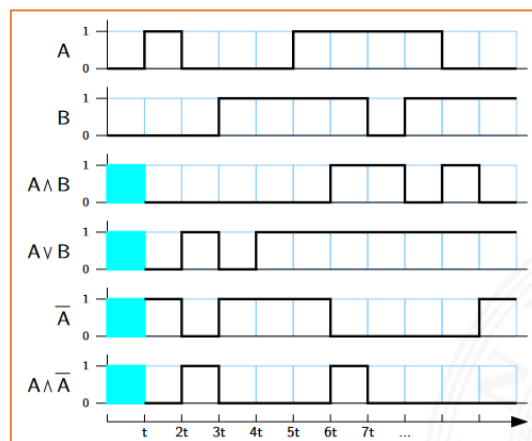 A 1 0
B 1 0
A ∧ B 1 0
A ∨ B 1 0
A̅ 1 0
A ∧ A̅ 1 0
t 2t 3t 4t 5t 6t 7t ...